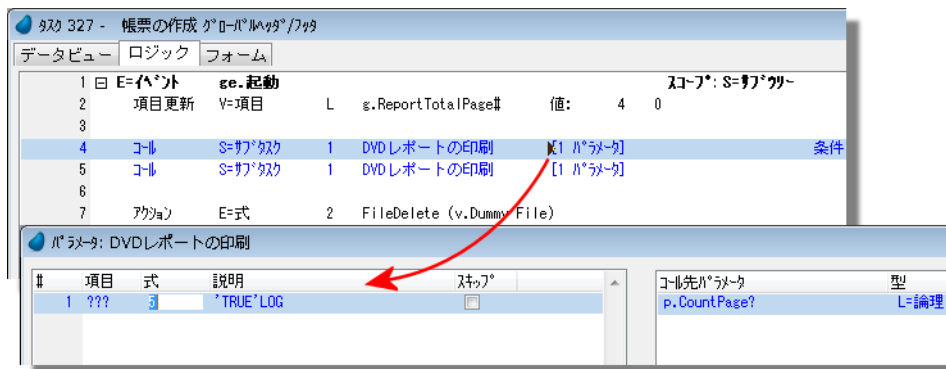 ﾀｽｸ 327 - 帳票の作成 ｸﾞﾛｰﾊﾞﾙﾍｯﾀﾞ/ﾌｯﾀ
データビュー ロジック フォーム
1 E=ｲﾍﾞﾝﾄ ge.起動 ｽｺｰﾌﾟ: S=ｻﾌﾞﾂﾘｰ
2 項目更新 V=項目 L g.ReportTotalPage# 値: 4 0
3
4 ｺｰﾙ S=ｻﾌﾞﾀｽｸ 1 DVDレポートの印刷 [1 ﾊﾟﾗﾒｰﾀ] 条件
5 ｺｰﾙ S=ｻﾌﾞﾀｽｸ 1 DVDレポートの印刷 [1 ﾊﾟﾗﾒｰﾀ]
6
7 ｱｸｼｮﾝ E=式 2 FileDelete (v.Dummy File)
ﾊﾟﾗﾒｰﾀ: DVDレポートの印刷
# 項目 式 説明 ｽｷｯﾌﾟ
1 ??? 5 'TRUE'LOG
ｺｰﾙ先ﾊﾟﾗﾒｰﾀ 型
p.CountPage? L=論理